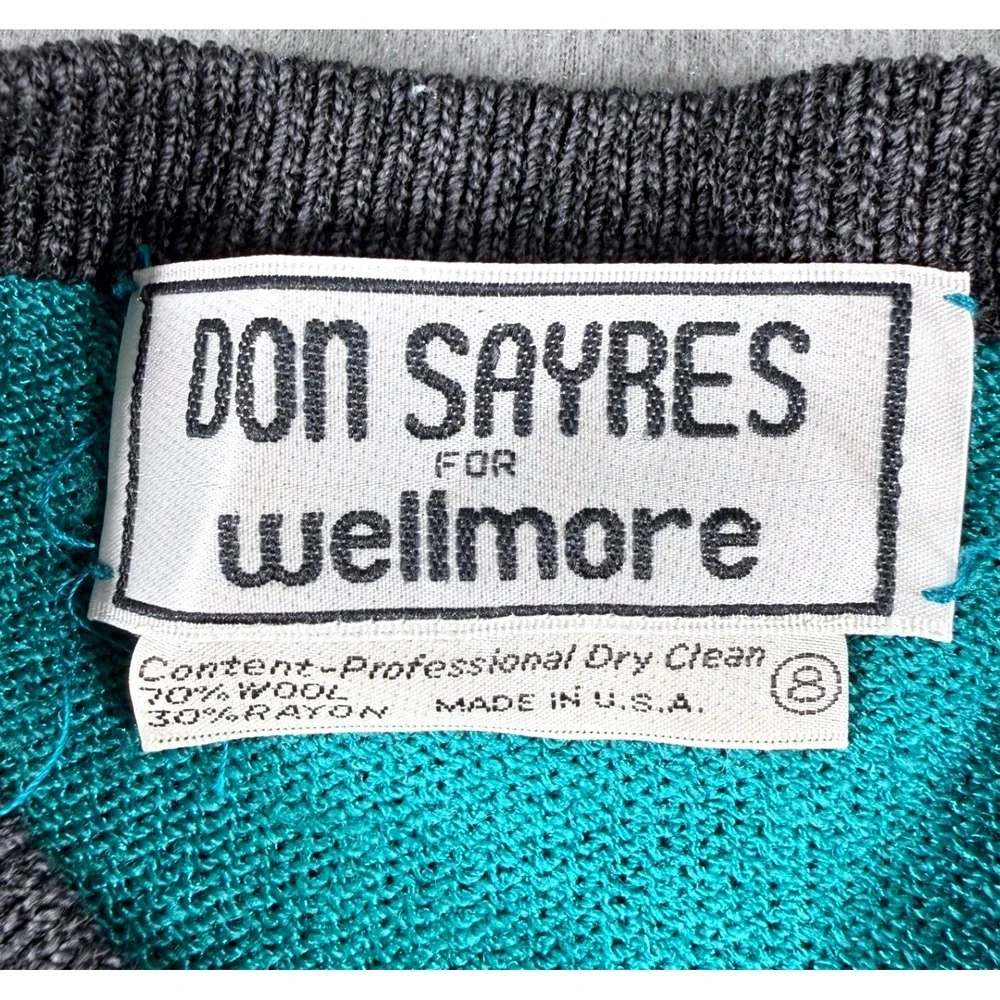 DON SAYRES
FOR
wellmore
Content-Professional Dry Clean
70% WOOL
30% RAYON MADE IN U.S.A.
8